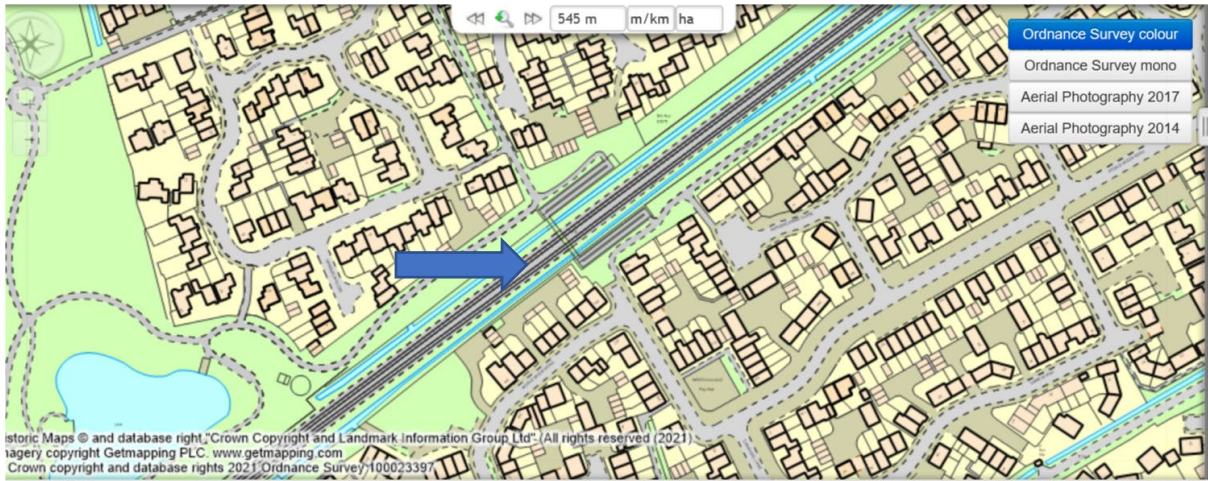 545 m m/km ha
Ordnance Survey colour
Ordnance Survey mono
Aerial Photography 2017
Aerial Photography 2014
istoric Maps © and database right "Crown Copyright and Landmark Information Group Ltd" (All rights reserved (2021)
nagery copyright Getmapping PLC. www.getmapping.com
Crown copyright and database rights 2021 Ordnance Survey 100023397